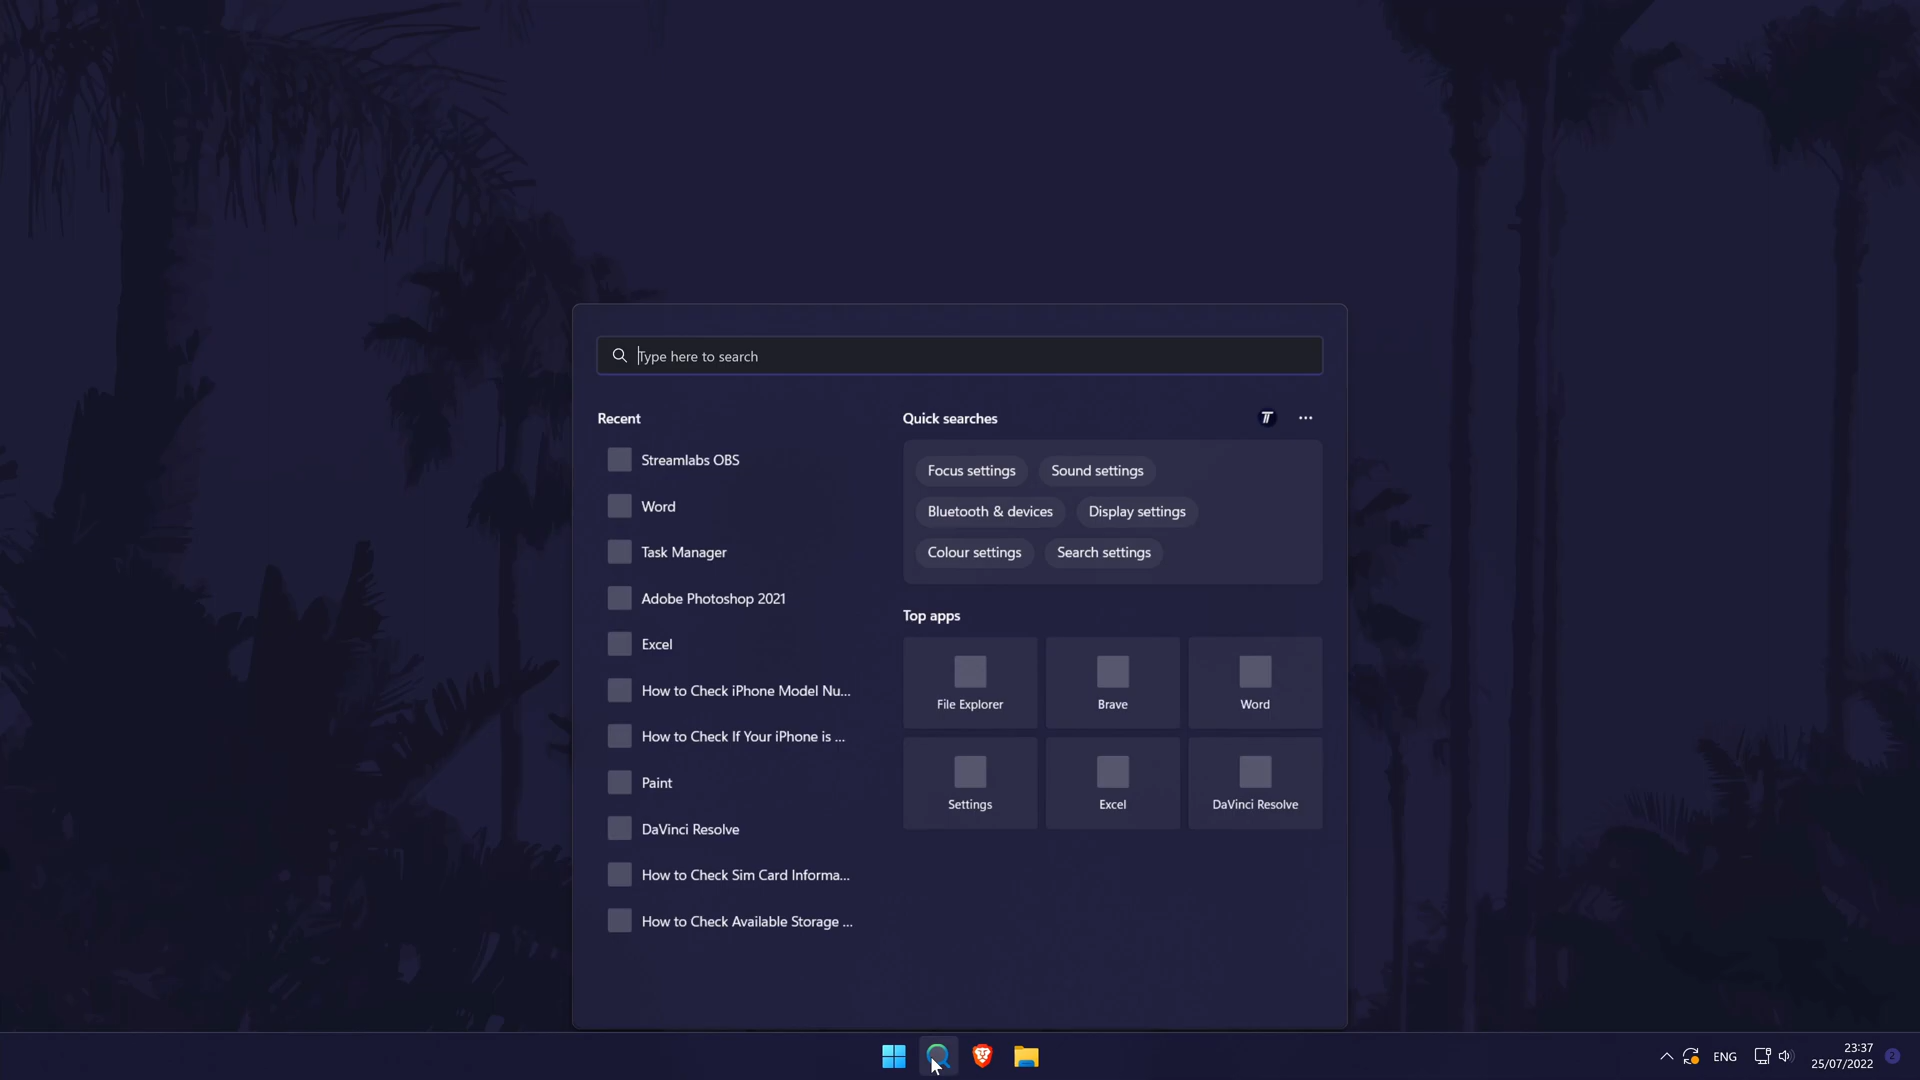 Type here to search
Recent
Streamlabs OBS
Word
Task Manager
Adobe Photoshop 2021
Excel
How to Check iPhone Model Nu...
How to Check If Your iPhone is ...
Paint
DaVinci Resolve
How to Check Sim Card Informa...
How to Check Available Storage ...
Quick searches
Focus settings
Sound settings
Bluetooth & devices
Display settings
Colour settings
Search settings
Top apps
File Explorer
Brave
Word
Settings
Excel
DaVinci Resolve
ENG
23:37
25/07/2022
2